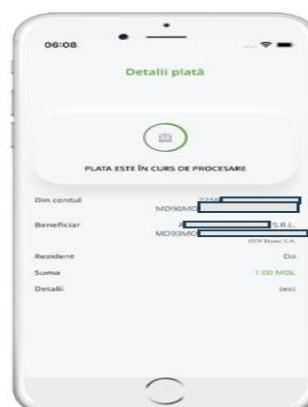 06:08
Detalii plată
PLATA ESTE ÎN CURS DE PROCESARE
Din contul 2259
MD90MO
Beneficiar A S.R.L.
MD93MO
OTP Bank S.A.
Rezident Da
Suma 1.00 MDL
Detalii test